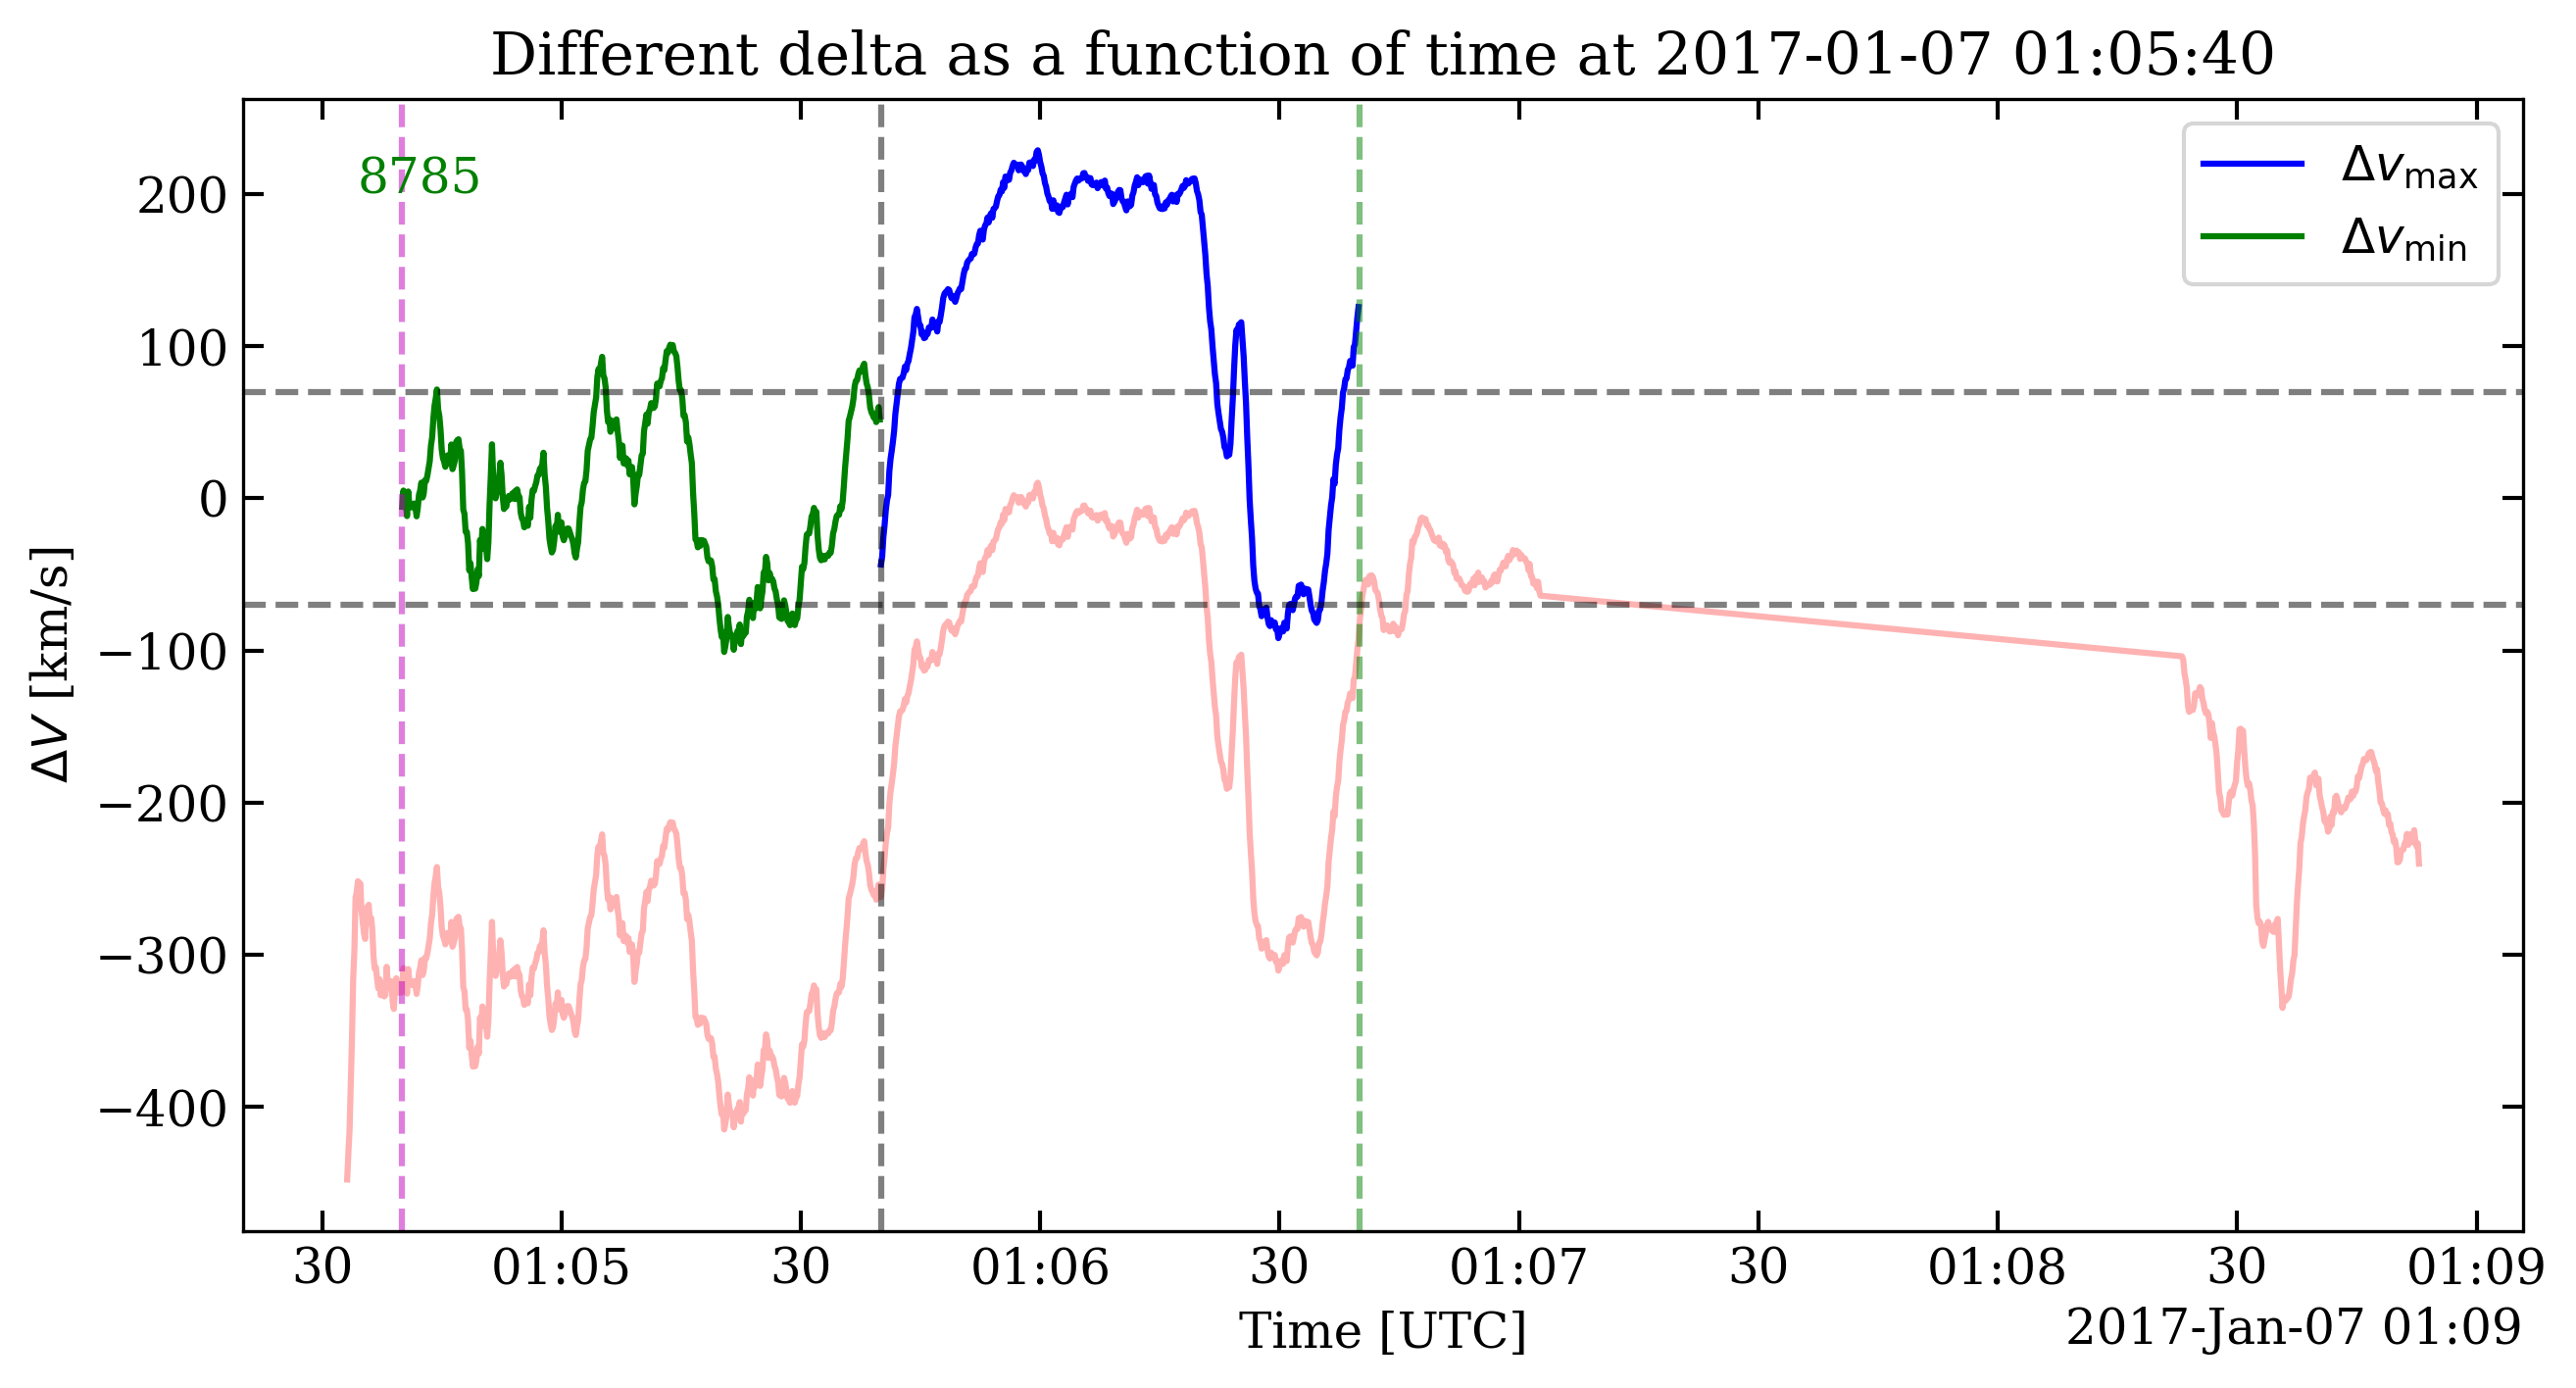 Different delta as a function of time at 2017-01-07 01:05:40
8785
Δv_max
Δv_min
200
100
0
−100
−200
−300
−400
ΔV [km/s]
30 01:05 30 01:06 30 01:07 30 01:08 30 01:09
Time [UTC]
2017-Jan-07 01:09